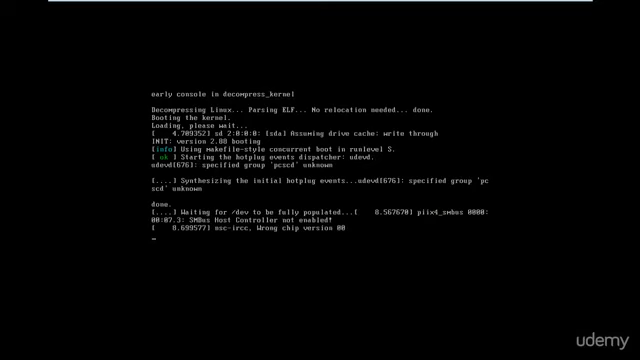 early console in decompress_kernel
Decompressing Linux... Parsing ELF... No relocation needed... done.
Booting the kernel.
Loading, please wait...
[    4.709352] sd 2:0:0:0: [sda] Assuming drive cache: write through
INIT: version 2.88 booting
[info] Using makefile-style concurrent boot in runlevel S.
[ ok ] Starting the hotplug events dispatcher: udevd.
udevd[676]: specified group 'pcscd' unknown
[....] Synthesizing the initial hotplug events...udevd[676]: specified group 'pc
scd' unknown
done.
[....] Waiting for /dev to be fully populated...[    8.567670] piix4_smbus 0000:
00:07.3: SMBus Host Controller not enabled!
[    8.699577] nsc-ircc, Wrong chip version 00
udemy